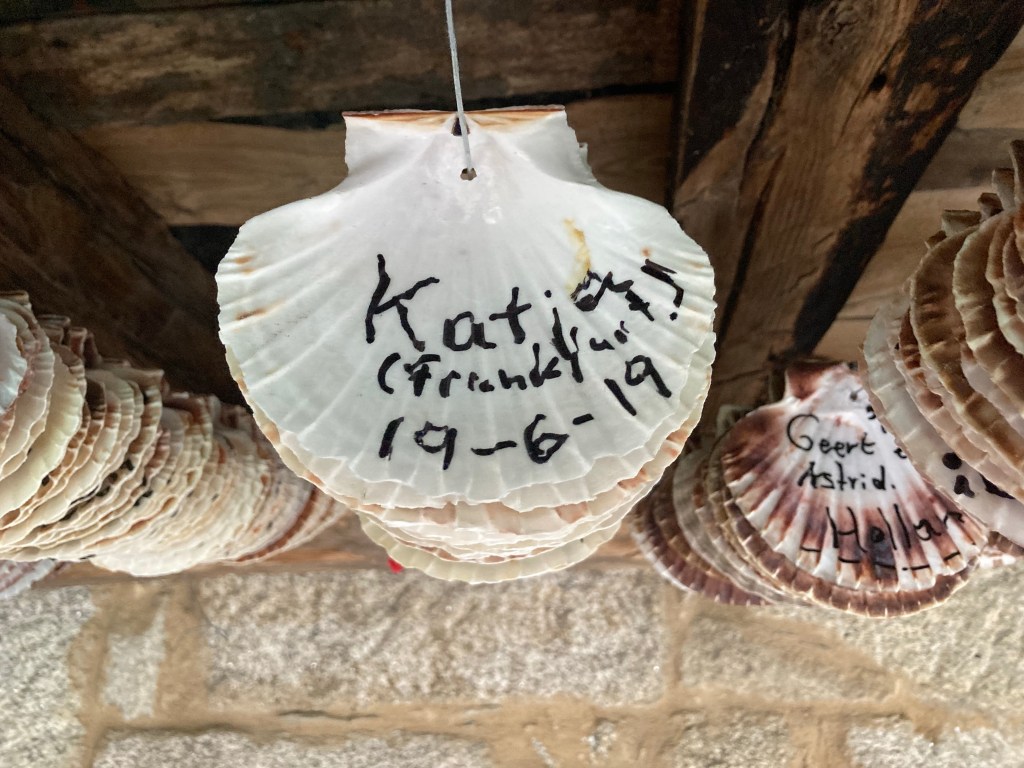 Katja
(Frankfurt)
19-6-19
Geert
Astrid.
-Hollan